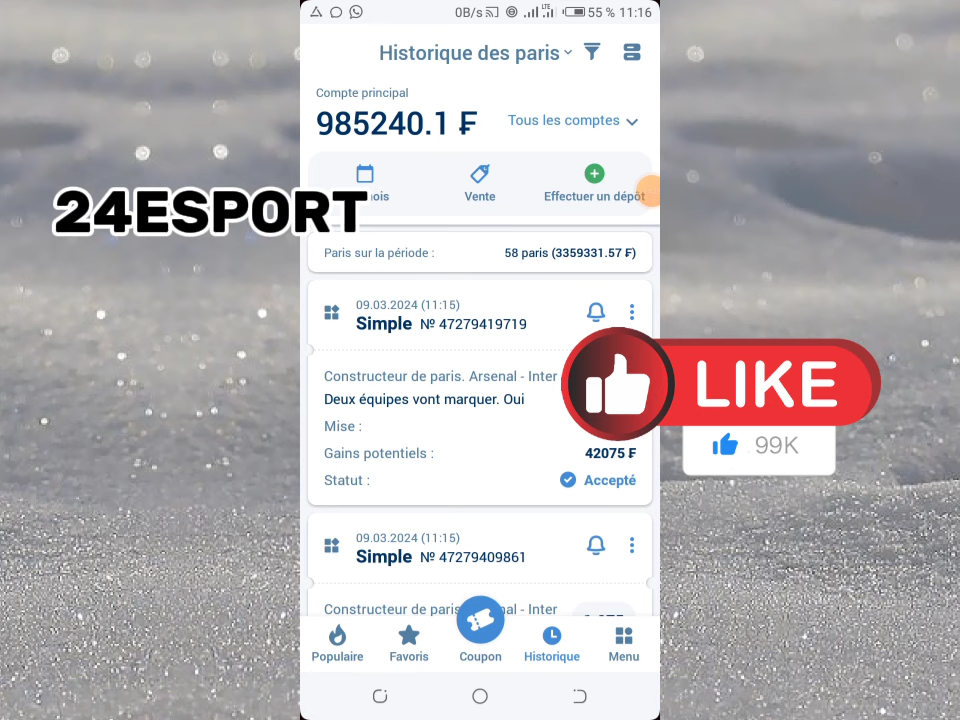 0B/s LTE 55 % 11:16
Historique des paris
Compte principal
985240.1 ₣ Tous les comptes
24ESPORT
Vente Effectuer un dépôt
Paris sur la période : 58 paris (3359331.57 ₣)
09.03.2024 (11:15)
Simple № 47279419719
Constructeur de paris. Arsenal - Inter
Deux équipes vont marquer. Oui
Mise :
LIKE
99K
Gains potentiels : 42075 ₣
Statut : Accepté
09.03.2024 (11:15)
Simple № 47279409861
Constructeur de paris - Inter
Populaire Favoris Coupon Historique Menu